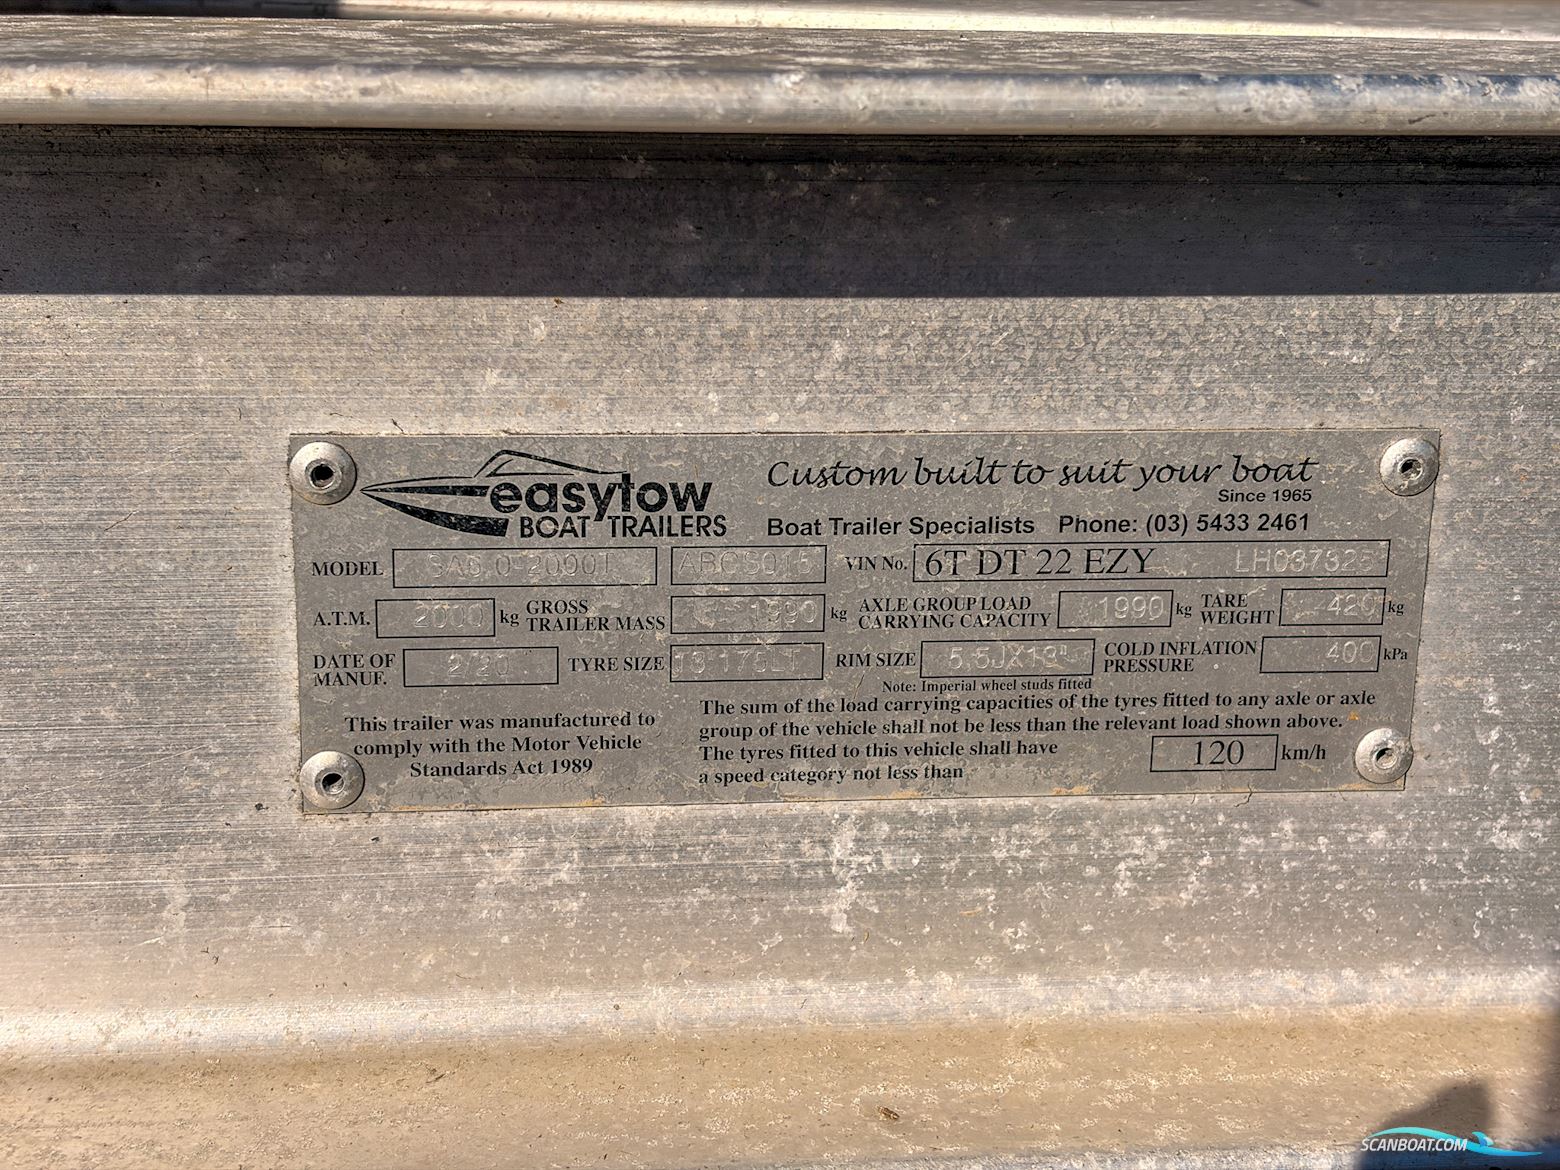 easytow
BOAT TRAILERS
Custom built to suit your boat
Since 1965
Boat Trailer Specialists Phone: (03) 5433 2461
MODEL VIN No. 6T DT 22 EZY
A.T.M. 2000 kg GROSS TRAILER MASS 1990 kg AXLE GROUP LOAD CARRYING CAPACITY 1990 kg TARE WEIGHT 420 kg
DATE OF MANUF. 2/20 TYRE SIZE RIM SIZE COLD INFLATION PRESSURE 400 kPa
Note: Imperial wheel studs fitted
This trailer was manufactured to
comply with the Motor Vehicle
Standards Act 1989
The sum of the load carrying capacities of the tyres fitted to any axle or axle
group of the vehicle shall not be less than the relevant load shown above.
The tyres fitted to this vehicle shall have
a speed category not less than 120 km/h
SCANBOAT.COM